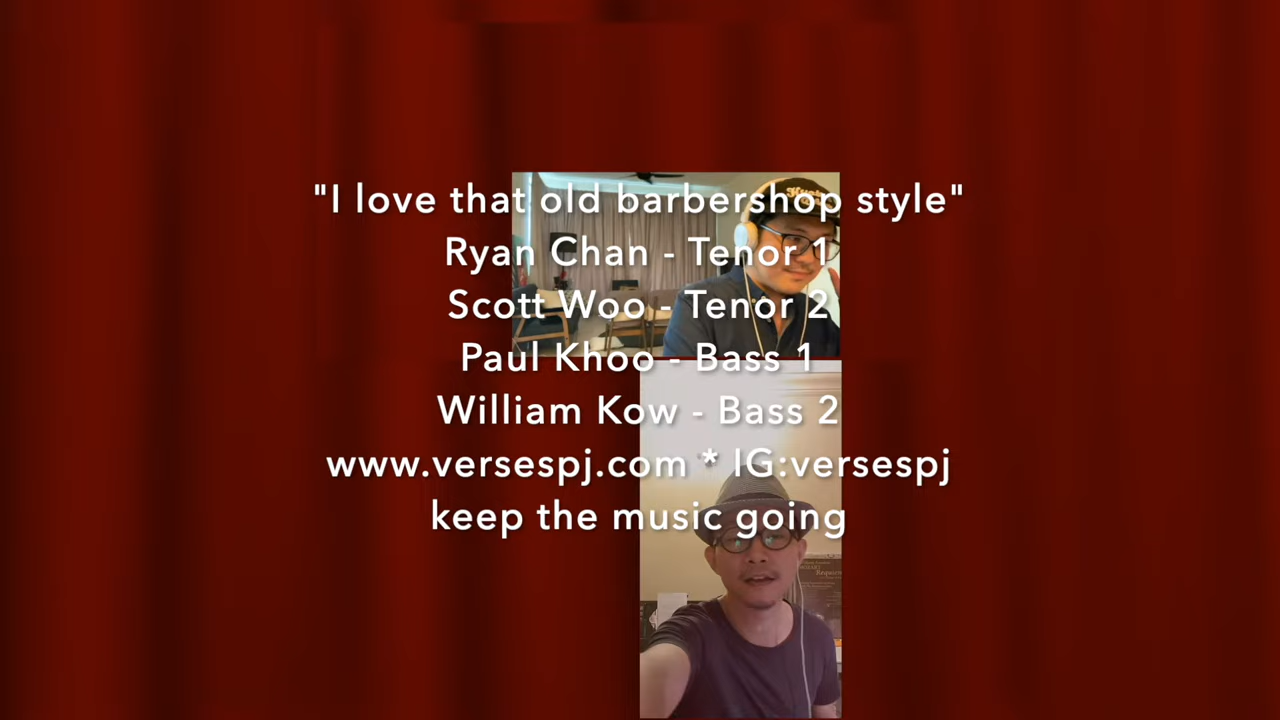 "I love that old barbershop style"
Ryan Chan - Tenor 1
Scott Woo - Tenor 2
Paul Khoo - Bass 1
William Kow - Bass 2
www.versespj.com * IG:versespj
keep the music going
Requiem